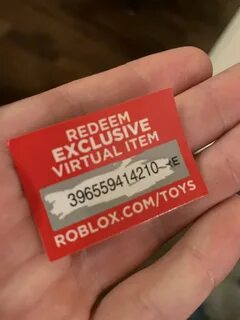 REDEEM
EXCLUSIVE
VIRTUAL ITEM
396559414210
ROBLOX.COM/TOYS